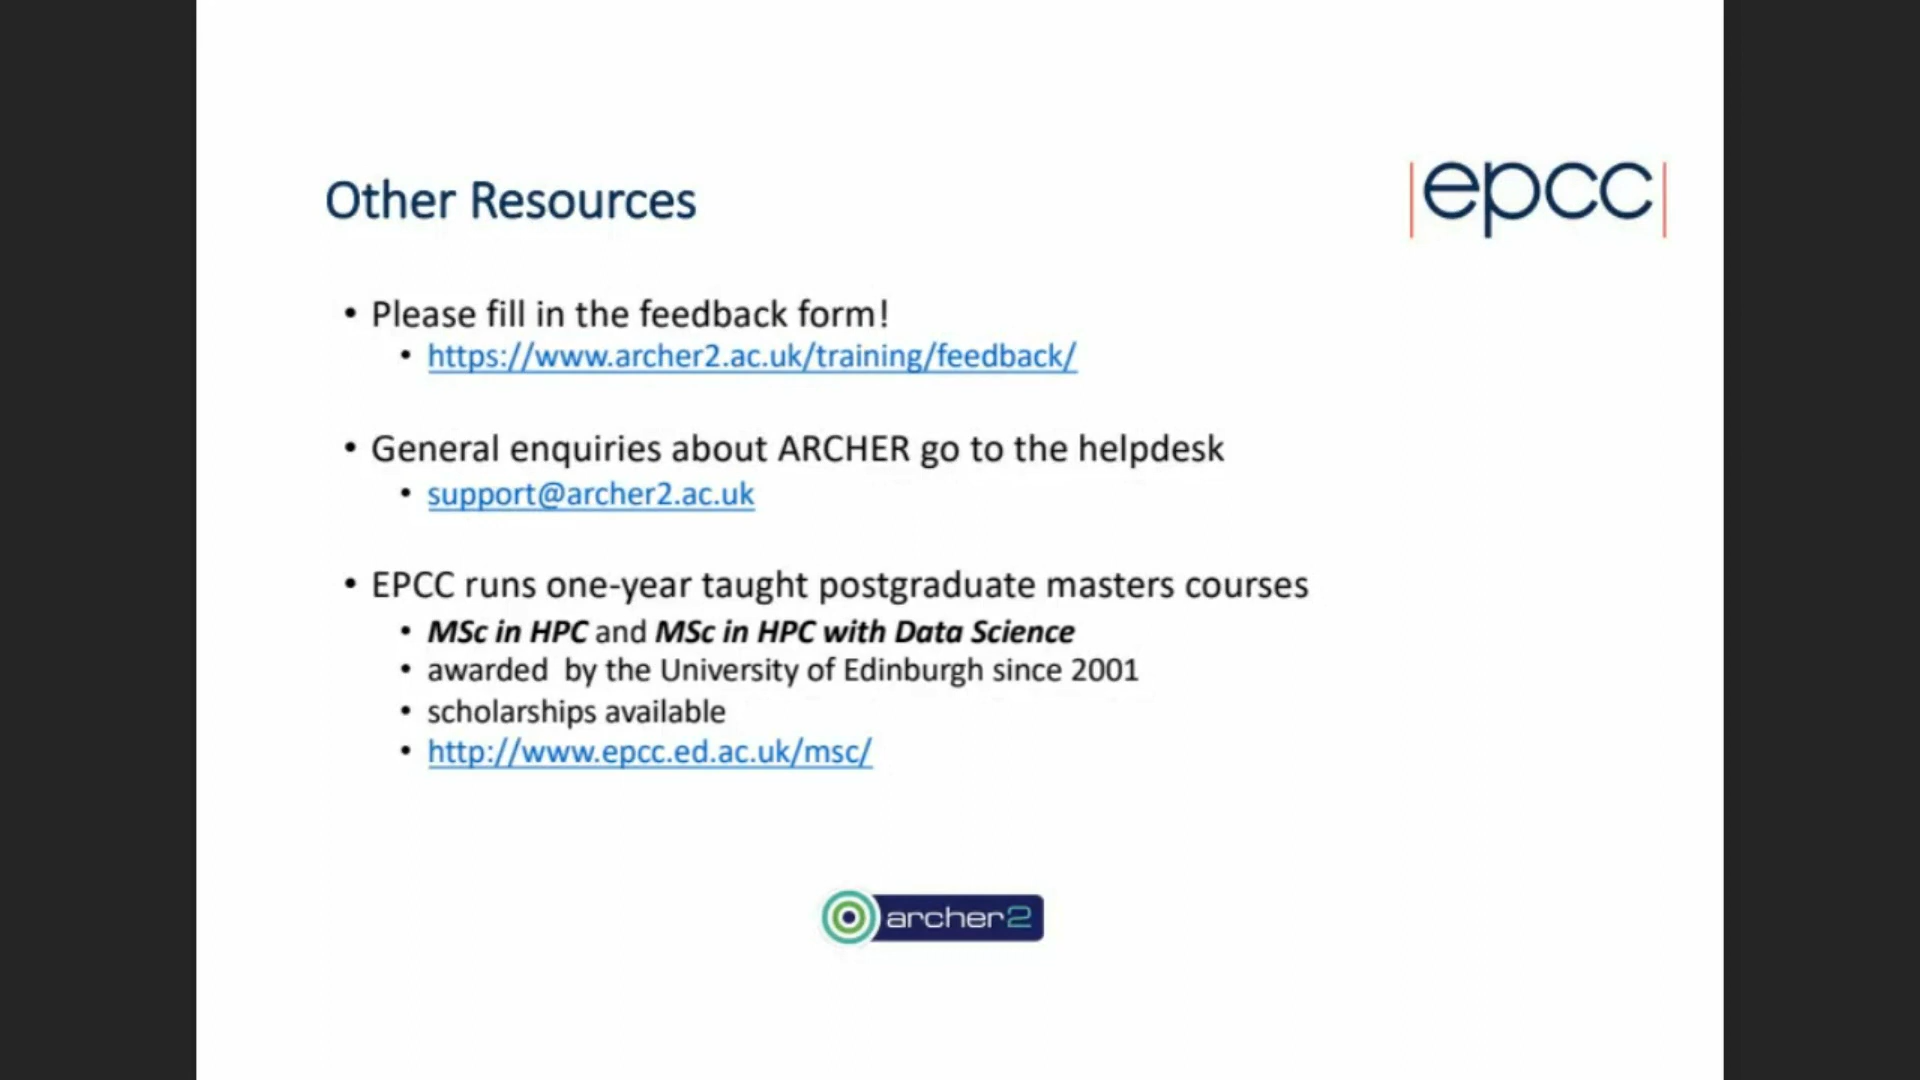 |epcc|
Other Resources
• Please fill in the feedback form!
• https://www.archer2.ac.uk/training/feedback/
• General enquiries about ARCHER go to the helpdesk
• support@archer2.ac.uk
• EPCC runs one-year taught postgraduate masters courses
• MSc in HPC and MSc in HPC with Data Science
• awarded  by the University of Edinburgh since 2001
• scholarships available
• http://www.epcc.ed.ac.uk/msc/
archer2